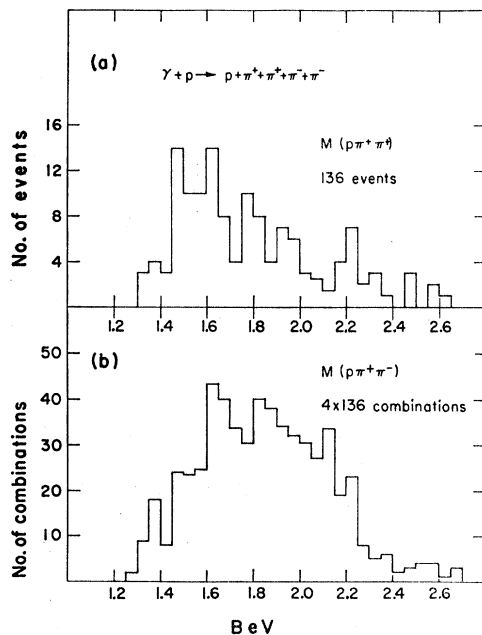 (a)
γ + p → p + π⁺ + π⁺ + π⁻ + π⁻
M (pπ⁺π⁺)
136 events
No. of events
16
12
8
4
1.2 1.4 1.6 1.8 2.0 2.2 2.4 2.6
(b)
M (pπ⁺π⁻)
4x136 combinations
No. of combinations
50
40
30
20
10
1.2 1.4 1.6 1.8 2.0 2.2 2.4 2.6
BeV